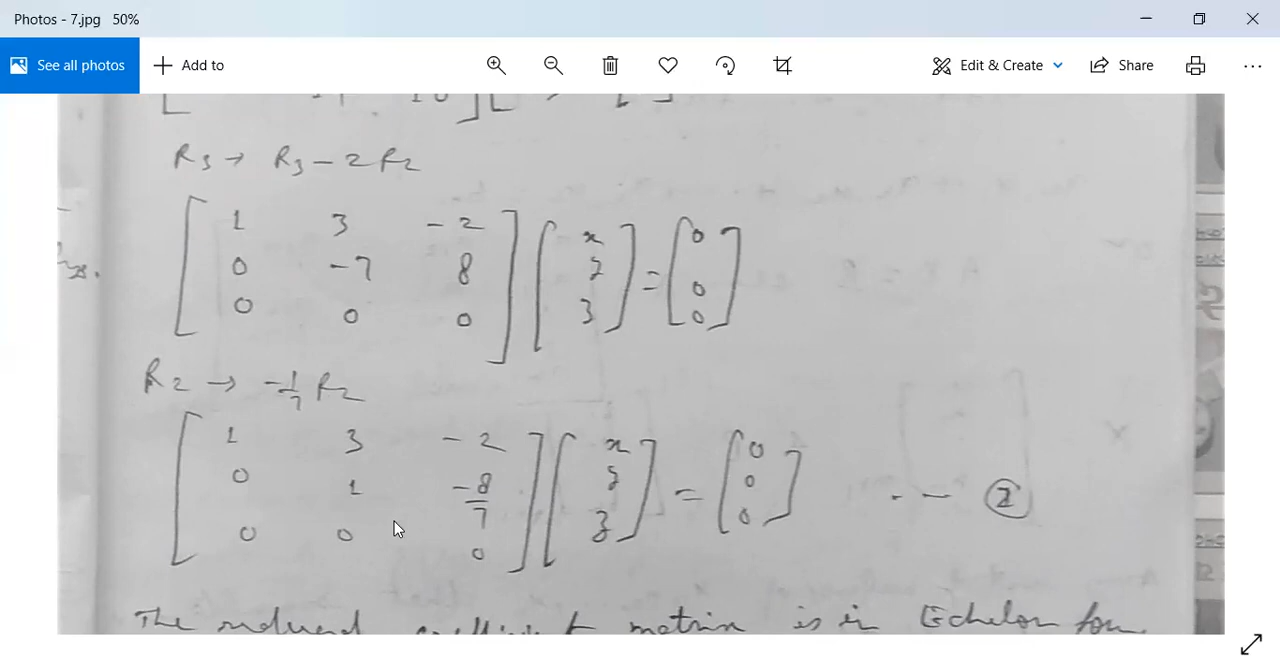 Photos - 7.jpg 50%
See all photos
Add to
Edit & Create
Share
R3 → R3 - 2 R2
[ 1 3 -2 ] [ x ] = [ 0 ]
[ 0 -7 8 ] [ y ] [ 0 ]
[ 0 0 0 ] [ z ] [ 0 ]
R2 → -1/7 R2
[ 1 3 -2 ] [ x ] = [ 0 ]
[ 0 1 -8/7 ] [ y ] [ 0 ] -- ②
[ 0 0 0 ] [ z ] [ 0 ]
The reduced coefficient matrix is in Echelon form